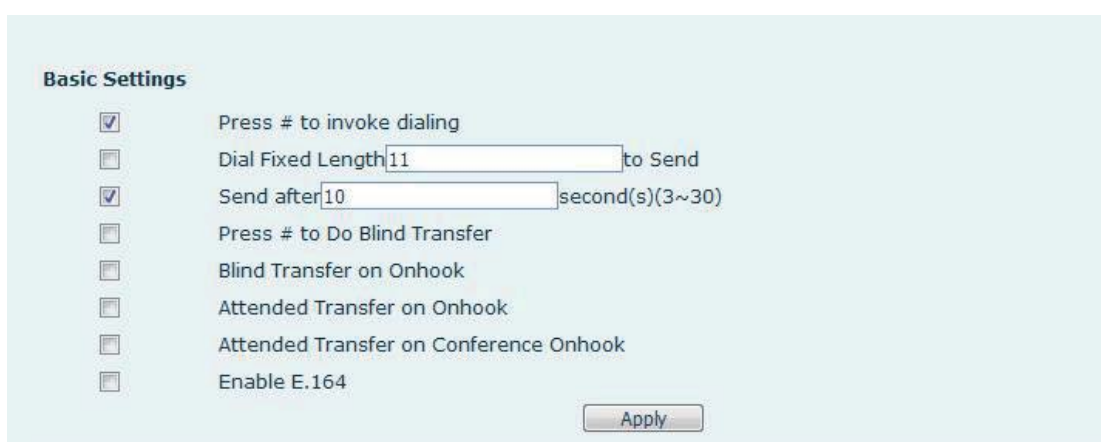 Basic Settings
Press # to invoke dialing
Dial Fixed Length 11 to Send
Send after 10 second(s)(3~30)
Press # to Do Blind Transfer
Blind Transfer on Onhook
Attended Transfer on Onhook
Attended Transfer on Conference Onhook
Enable E.164
Apply